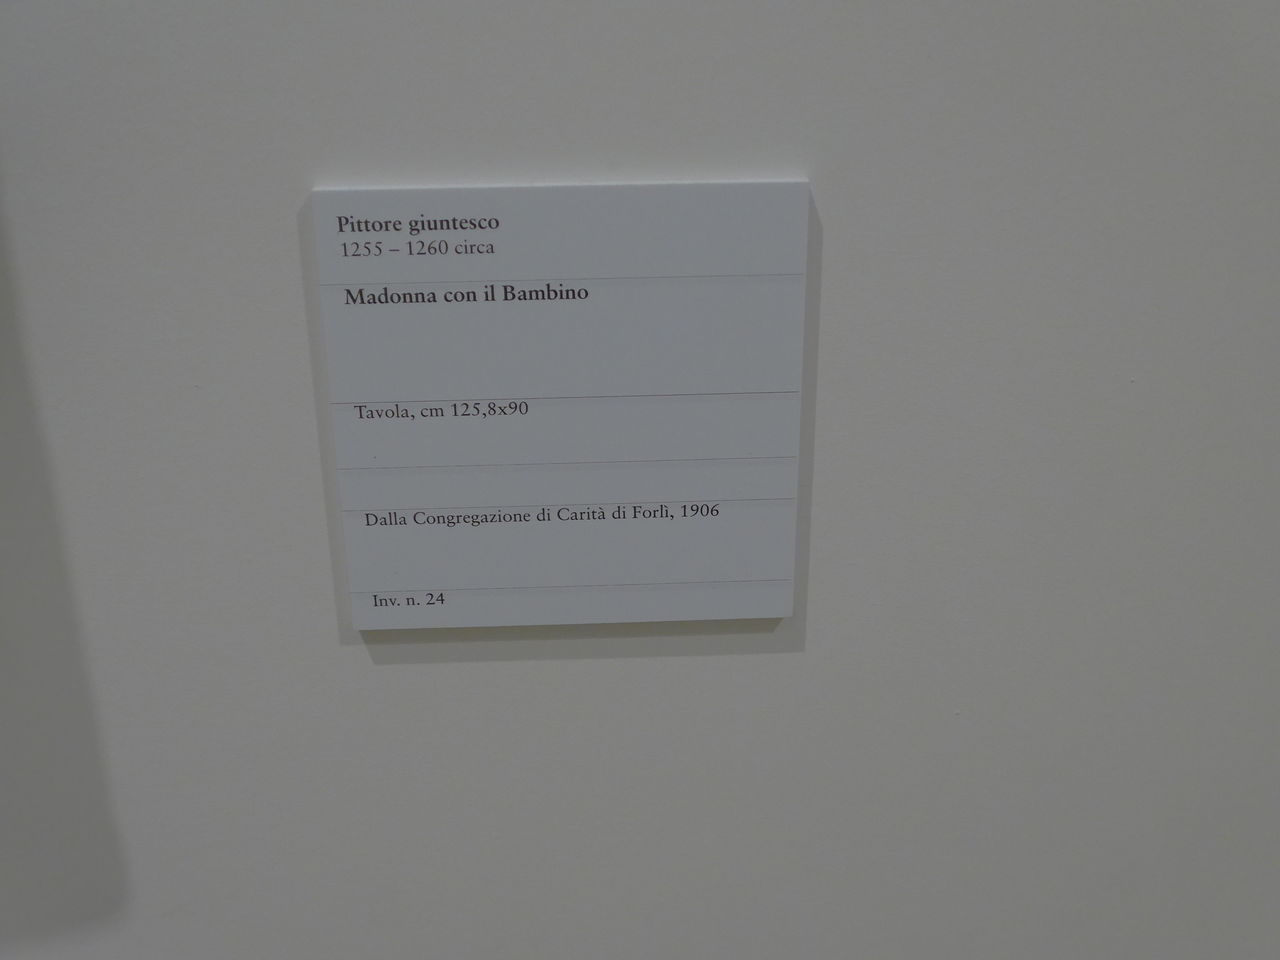 Pittore giuntesco
1255 – 1260 circa
Madonna con il Bambino
Tavola, cm 125,8x90
Dalla Congregazione di Carità di Forlì, 1906
Inv. n. 24